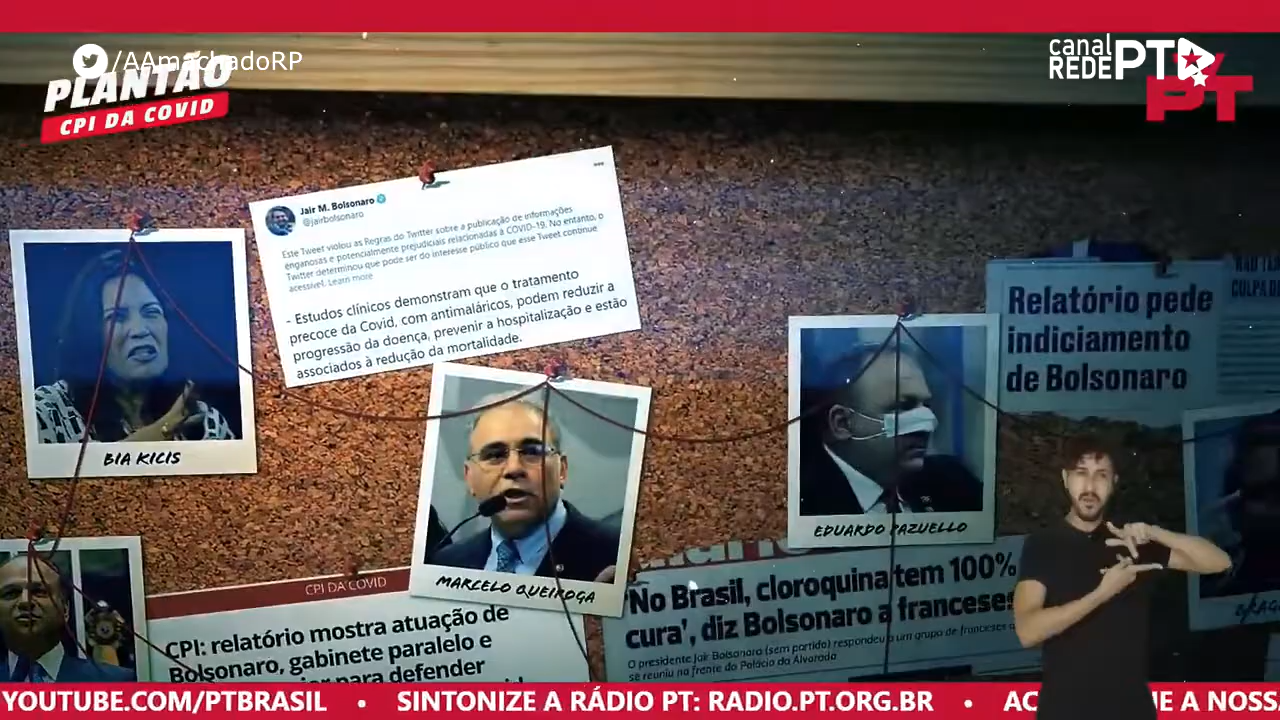 /AAmachadoRP
PLANTÃO
CPI DA COVID
canal
REDE PT
PT
Jair M. Bolsonaro
@jairbolsonaro
Este Tweet violou as Regras do Twitter sobre a publicação de informações
enganosas e potencialmente prejudiciais relacionadas à COVID-19. No entanto, o
Twitter determinou que pode ser do interesse público que esse Tweet continue
acessível. Learn more
- Estudos clínicos demonstram que o tratamento
precoce da Covid, com antimaláricos, podem reduzir a
progressão da doença, prevenir a hospitalização e estão
associados à redução da mortalidade.
BIA KICIS
MARCELO QUEIROGA
EDUARDO PAZUELLO
Relatório pede
indiciamento
de Bolsonaro
CPI DA COVID
CPI: relatório mostra atuação de
Bolsonaro, gabinete paralelo e
para defender
'No Brasil, cloroquina tem 100%
cura', diz Bolsonaro a franceses
O presidente Jair Bolsonaro (sem partido) respondeu a um grupo de franceses
se reuniu na frente do Palácio da Alvorada
YOUTUBE.COM/PTBRASIL • SINTONIZE A RÁDIO PT: RADIO.PT.ORG.BR • AC E A NOSSA